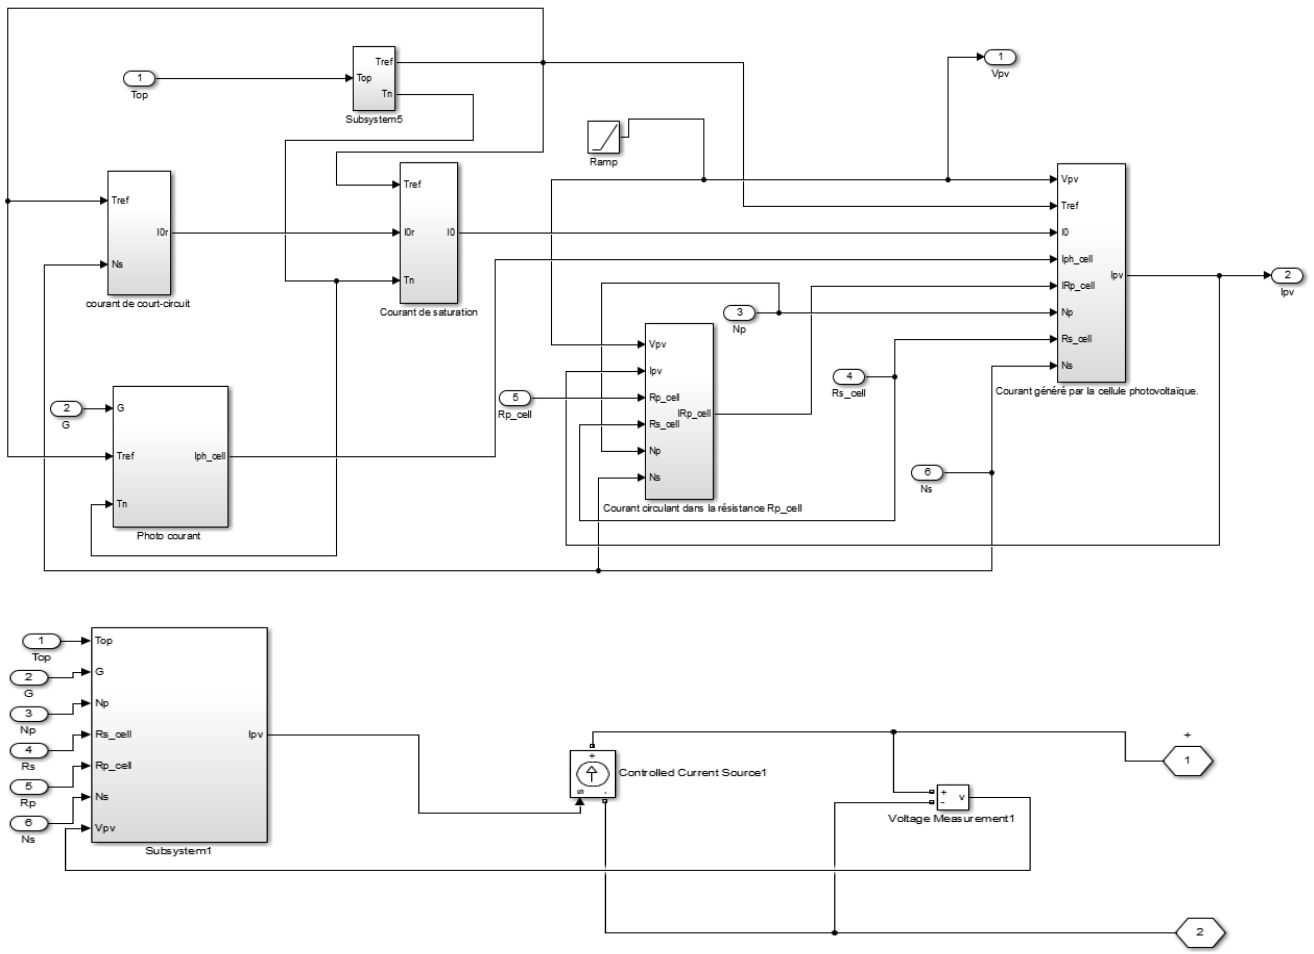 1
Top
Top
Tref
Tn
Subsystem5
Ramp
1
Vpv
Tref
Ns
I0r
courant de court-circuit
Tref
I0r
Tn
I0
Courant de saturation
2
G
G
Tref
Tn
Iph_cell
Photo courant
3
Np
5
Rp_cell
Vpv
Ipv
Rp_cell
Rs_cell
Np
Ns
IRp_cell
Courant circulant dans la résistance Rp_cell
4
Rs_cell
6
Ns
Vpv
Tref
I0
Iph_cell
IRp_cell
Np
Rs_cell
Ns
Ipv
Courant généré par la cellule photovoltaïque.
2
Ipv
1
Top
2
G
3
Np
4
Rs
5
Rp
6
Ns
Top
G
Np
Rs_cell
Rp_cell
Ns
Vpv
Ipv
Subsystem1
+
s
-
Controlled Current Source1
+
-
v
Voltage Measurement1
+
1
2